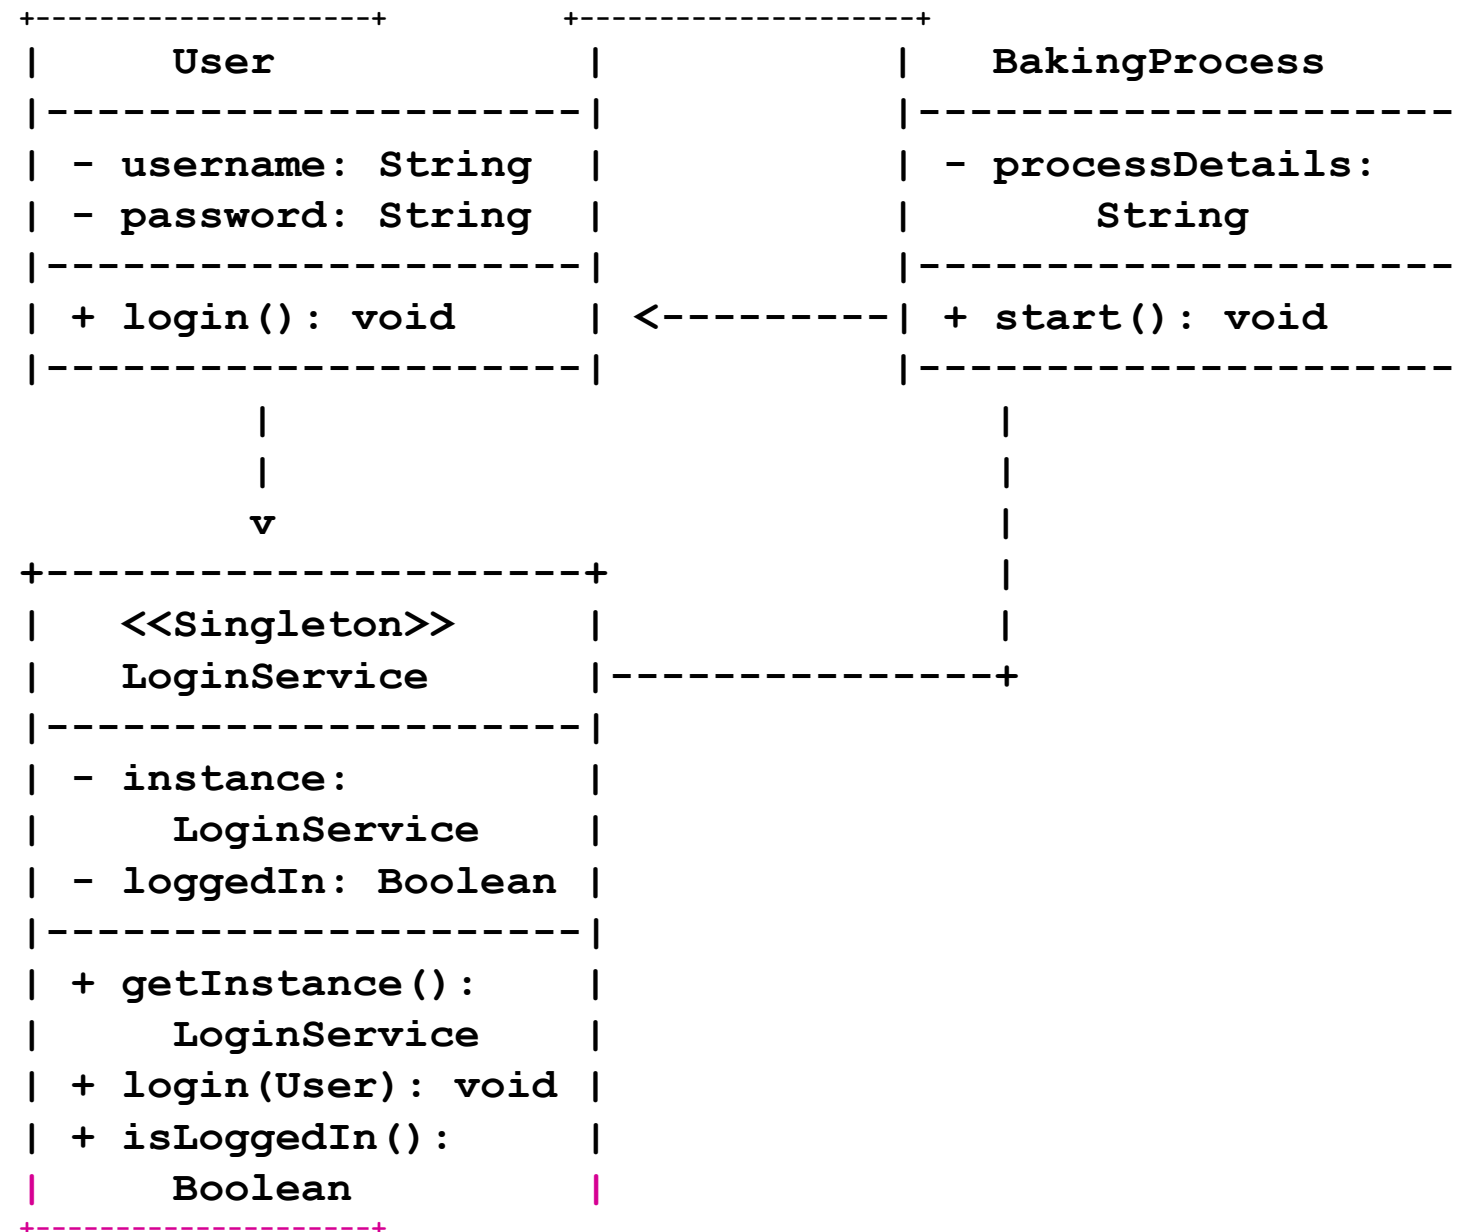 +---------------------+ +---------------------+
| User | | BakingProcess
|---------------------| |---------------------
| - username: String | | - processDetails:
| - password: String | | String
|---------------------| |---------------------
| + login(): void | <---------| + start(): void
|---------------------| |---------------------
| |
| |
v |
+---------------------+ |
| <<Singleton>> | |
| LoginService |---------------+
|---------------------|
| - instance: |
| LoginService |
| - loggedIn: Boolean |
|---------------------|
| + getInstance(): |
| LoginService |
| + login(User): void |
| + isLoggedIn(): |
| Boolean |
+---------------------+